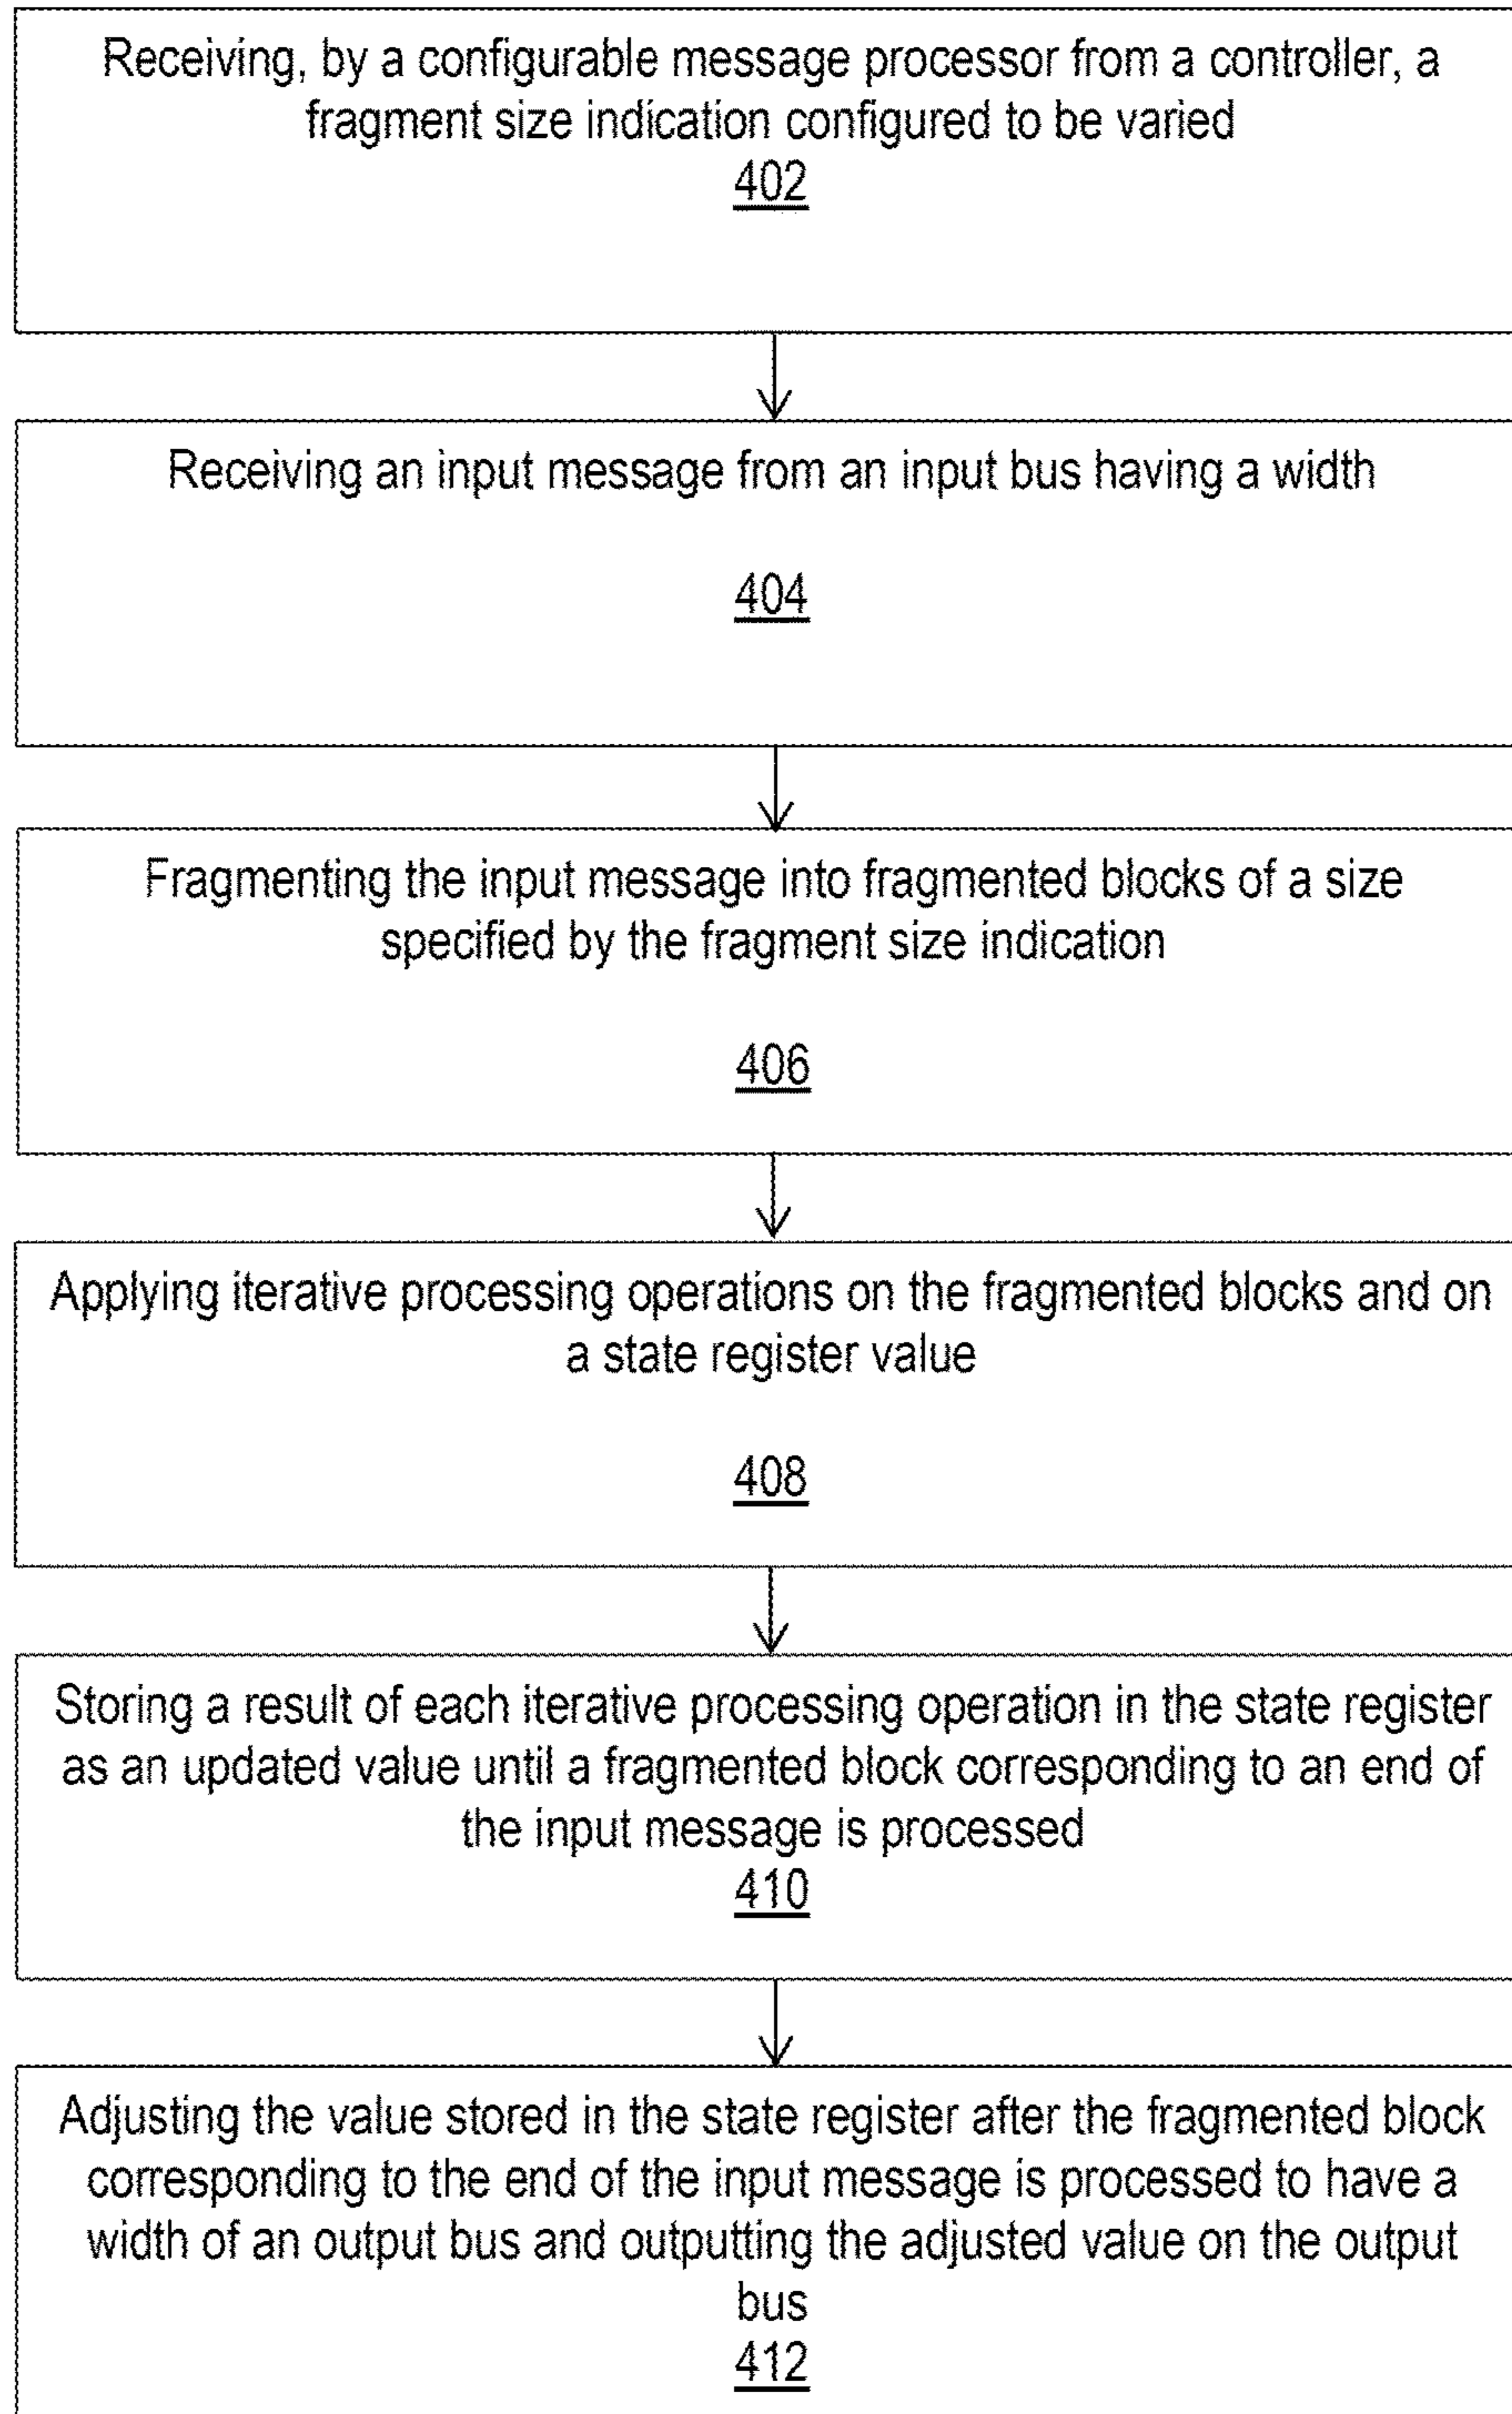 Receiving, by a configurable message processor from a controller, a
fragment size indication configured to be varied
402
Receiving an input message from an input bus having a width
404
Fragmenting the input message into fragmented blocks of a size
specified by the fragment size indication
406
Applying iterative processing operations on the fragmented blocks and on
a state register value
408
Storing a result of each iterative processing operation in the state register
as an updated value until a fragmented block corresponding to an end of
the input message is processed
410
Adjusting the value stored in the state register after the fragmented block
corresponding to the end of the input message is processed to have a
width of an output bus and outputting the adjusted value on the output
bus
412